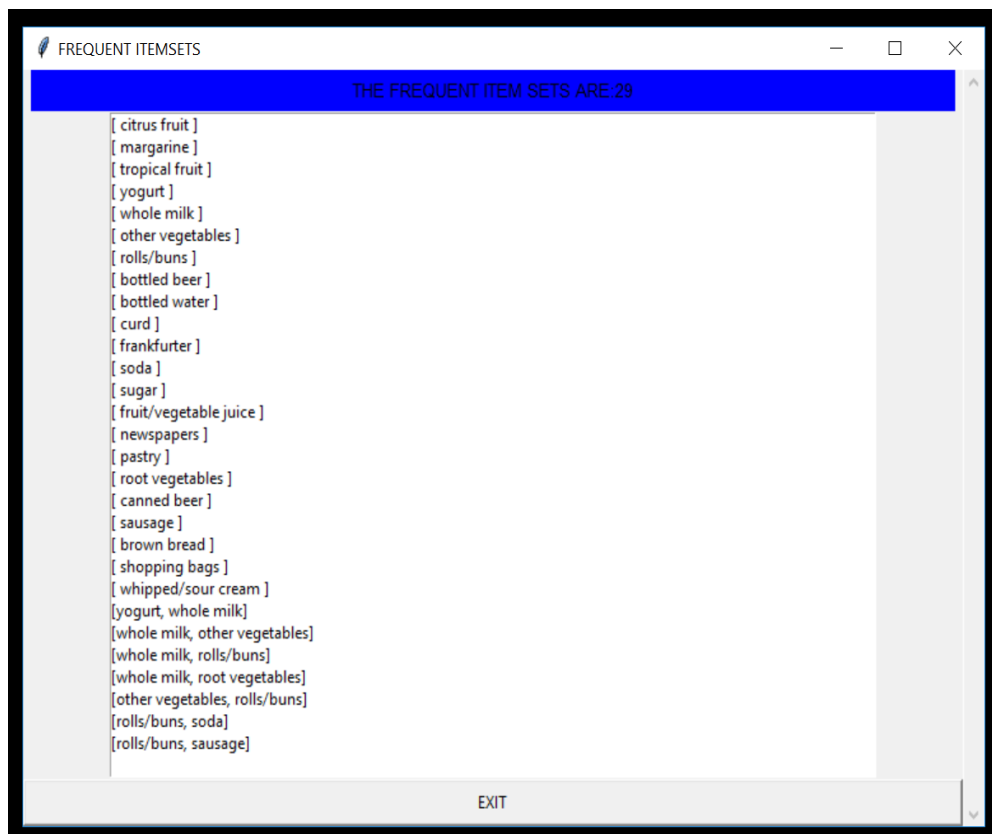 FREQUENT ITEMSETS
THE FREQUENT ITEM SETS ARE:29
[ citrus fruit ]
[ margarine ]
[ tropical fruit ]
[ yogurt ]
[ whole milk ]
[ other vegetables ]
[ rolls/buns ]
[ bottled beer ]
[ bottled water ]
[ curd ]
[ frankfurter ]
[ soda ]
[ sugar ]
[ fruit/vegetable juice ]
[ newspapers ]
[ pastry ]
[ root vegetables ]
[ canned beer ]
[ sausage ]
[ brown bread ]
[ shopping bags ]
[ whipped/sour cream ]
[yogurt, whole milk]
[whole milk, other vegetables]
[whole milk, rolls/buns]
[whole milk, root vegetables]
[other vegetables, rolls/buns]
[rolls/buns, soda]
[rolls/buns, sausage]
EXIT